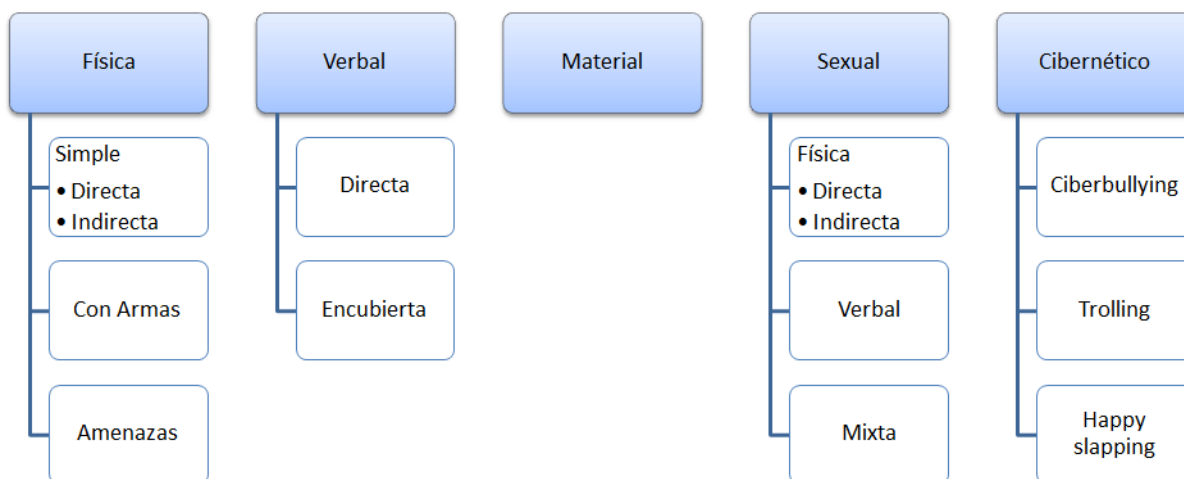 Física
Verbal
Material
Sexual
Cibernético
Simple
• Directa
• Indirecta
Con Armas
Amenazas
Directa
Encubierta
Física
• Directa
• Indirecta
Verbal
Mixta
Ciberbullying
Trolling
Happy
slapping